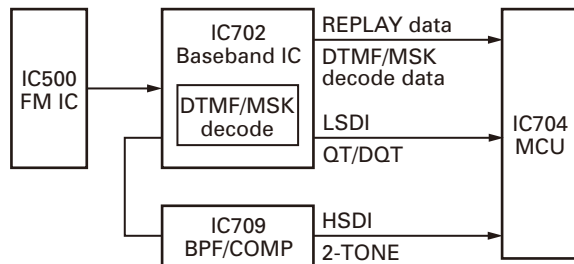 IC500
FM IC
IC702
Baseband IC
DTMF/MSK
decode
REPLAY data
DTMF/MSK
decode data
LSDI
QT/DQT
IC704
MCU
IC709
BPF/COMP
HSDI
2-TONE